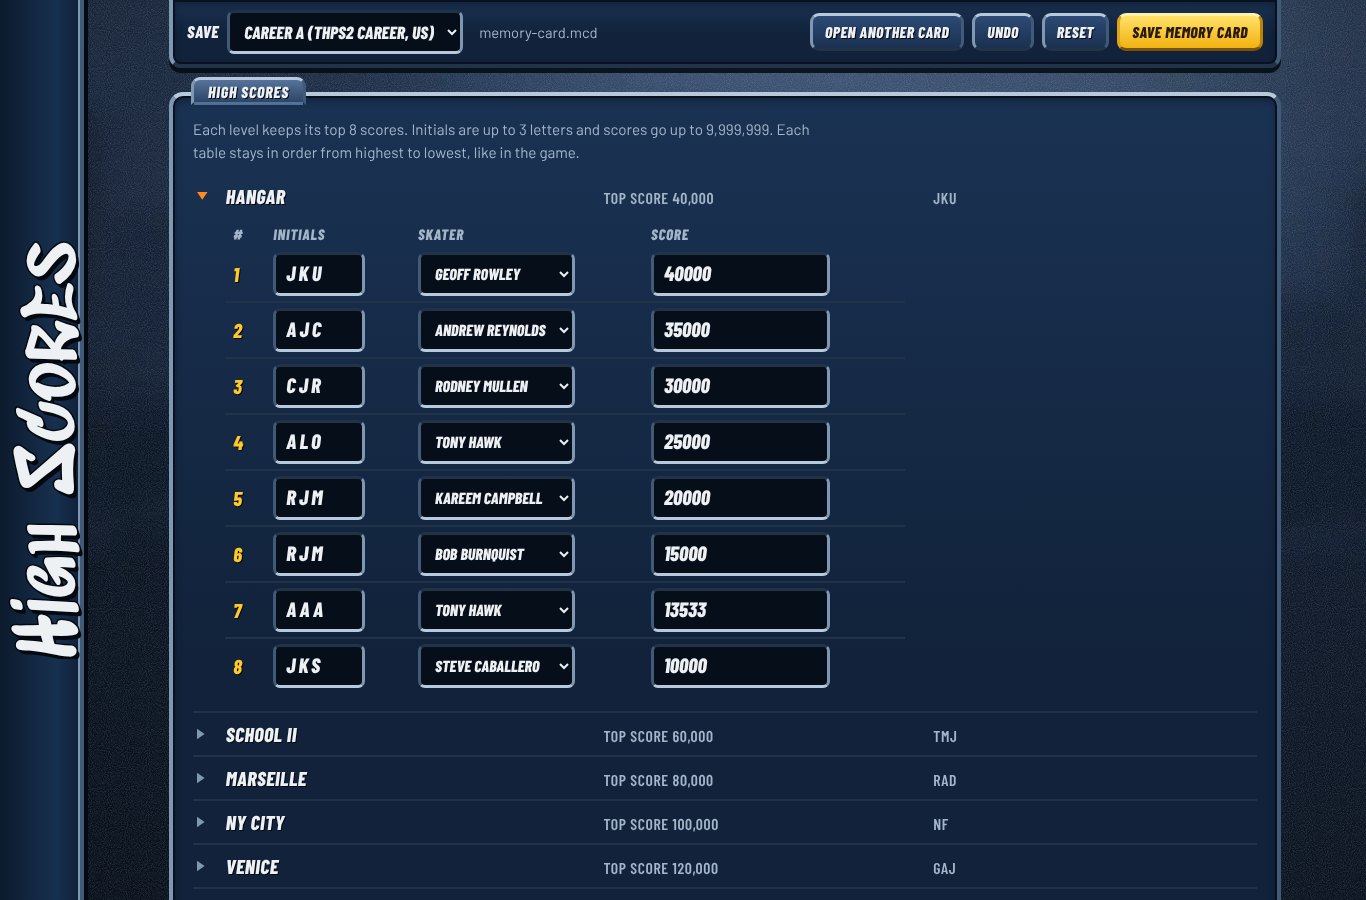 SAVE CAREER A (THPS2 CAREER, US) memory-card.mcd OPEN ANOTHER CARD UNDO RESET SAVE MEMORY CARD
HIGH SCORES
HIGH SCORES
Each level keeps its top 8 scores. Initials are up to 3 letters and scores go up to 9,999,999. Each
table stays in order from highest to lowest, like in the game.
HANGAR TOP SCORE 40,000 JKU
# INITIALS SKATER SCORE
1 JKU GEOFF ROWLEY 40000
2 AJC ANDREW REYNOLDS 35000
3 CJR RODNEY MULLEN 30000
4 ALO TONY HAWK 25000
5 RJM KAREEM CAMPBELL 20000
6 RJM BOB BURNQUIST 15000
7 AAA TONY HAWK 13533
8 JKS STEVE CABALLERO 10000
SCHOOL II TOP SCORE 60,000 TMJ
MARSEILLE TOP SCORE 80,000 RAD
NY CITY TOP SCORE 100,000 NF
VENICE TOP SCORE 120,000 GAJ